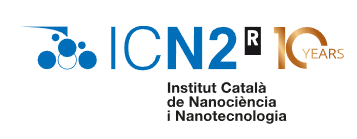 ICN2 R 10 YEARS
Institut Català
de Nanociència
i Nanotecnologia